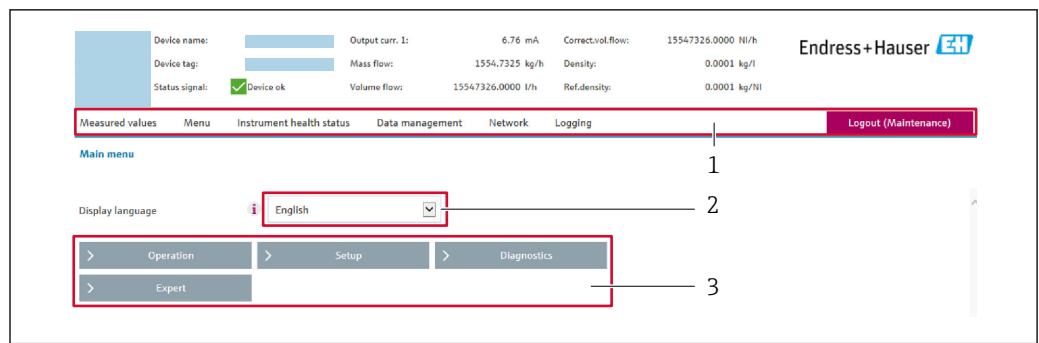 Device name: Output curr. 1: 6.76 mA Correct.vol.flow: 15547326.0000 Nl/h
Endress+Hauser EH
Device tag: Mass flow: 1554.7325 kg/h Density: 0.0001 kg/l
Status signal: Device ok Volume flow: 15547326.0000 l/h Ref.density: 0.0001 kg/Nl
Measured values Menu Instrument health status Data management Network Logging Logout (Maintenance)
1
Main menu
Display language i English 2
> Operation > Setup > Diagnostics
> Expert 3